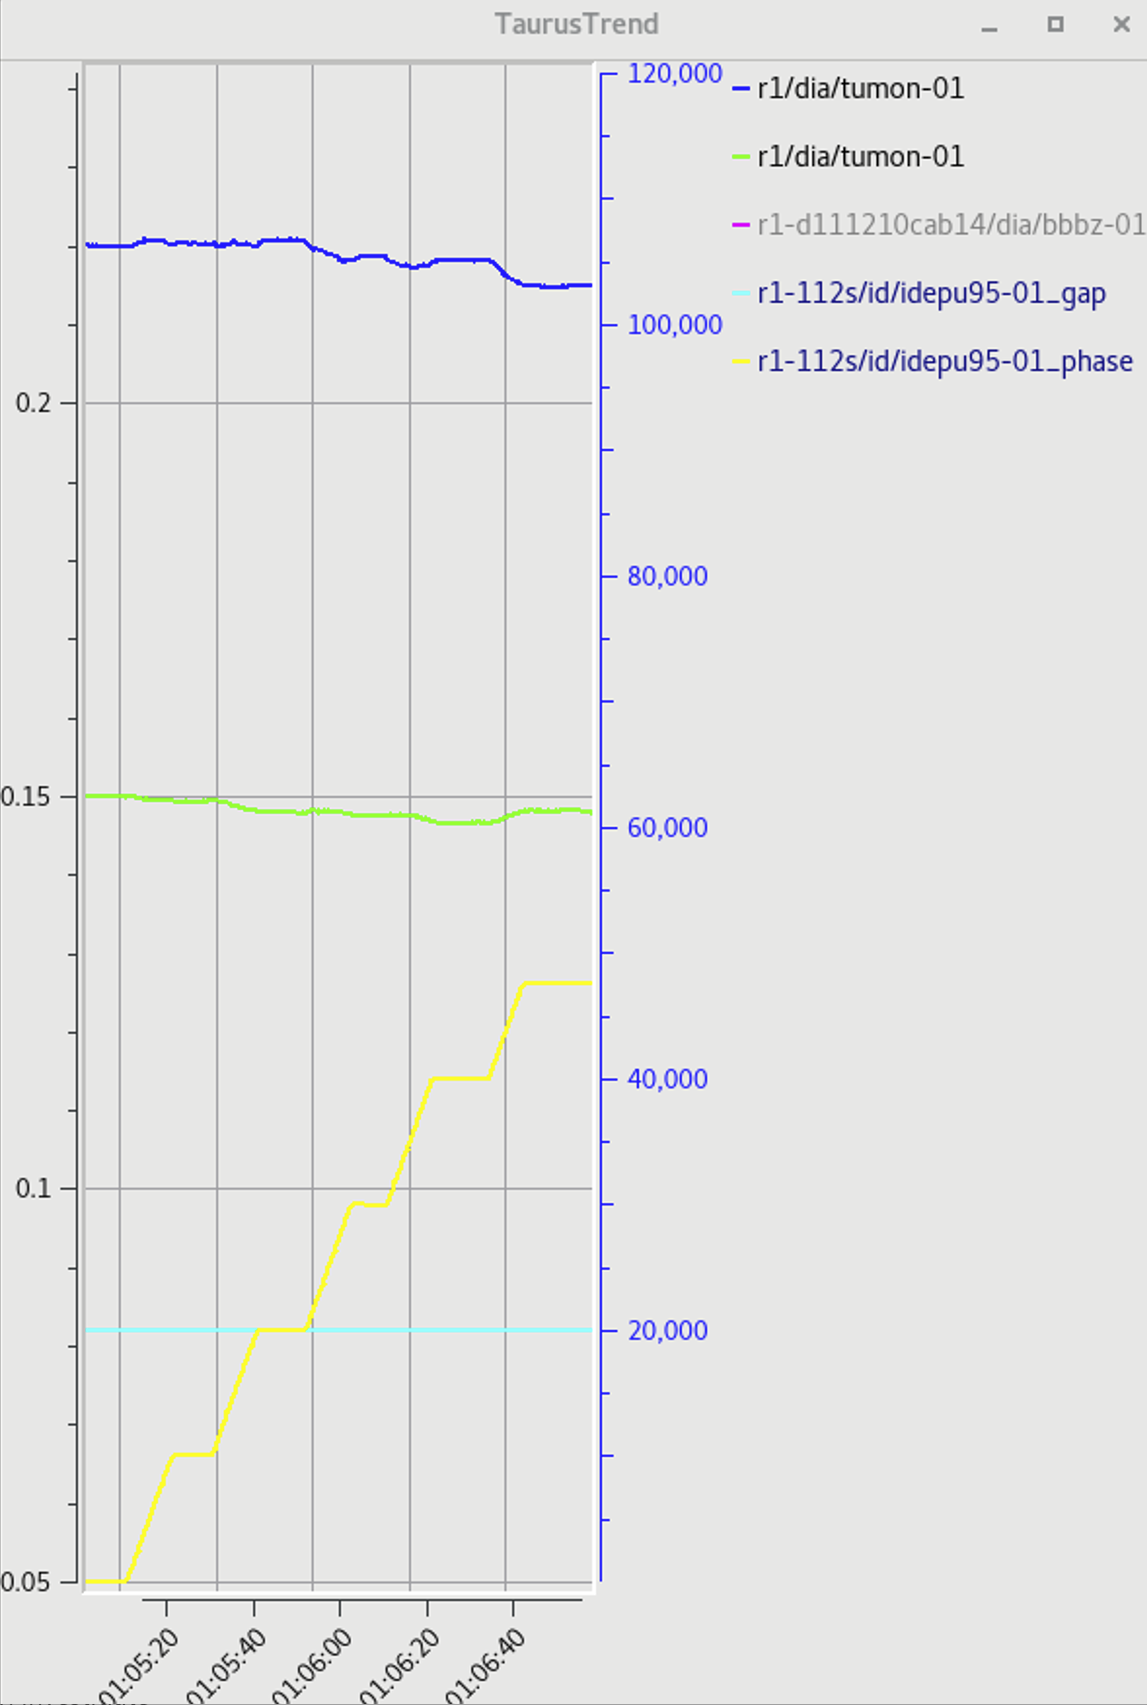 TaurusTrend
120,000
r1/dia/tumon-01
r1/dia/tumon-01
r1-d111210cab14/dia/bbbz-01
r1-112s/id/idepu95-01_gap
100,000
r1-112s/id/idepu95-01_phase
0.2
80,000
0.15
60,000
40,000
0.1
20,000
0.05
01:05:20
01:05:40
01:06:00
01:06:20
01:06:40